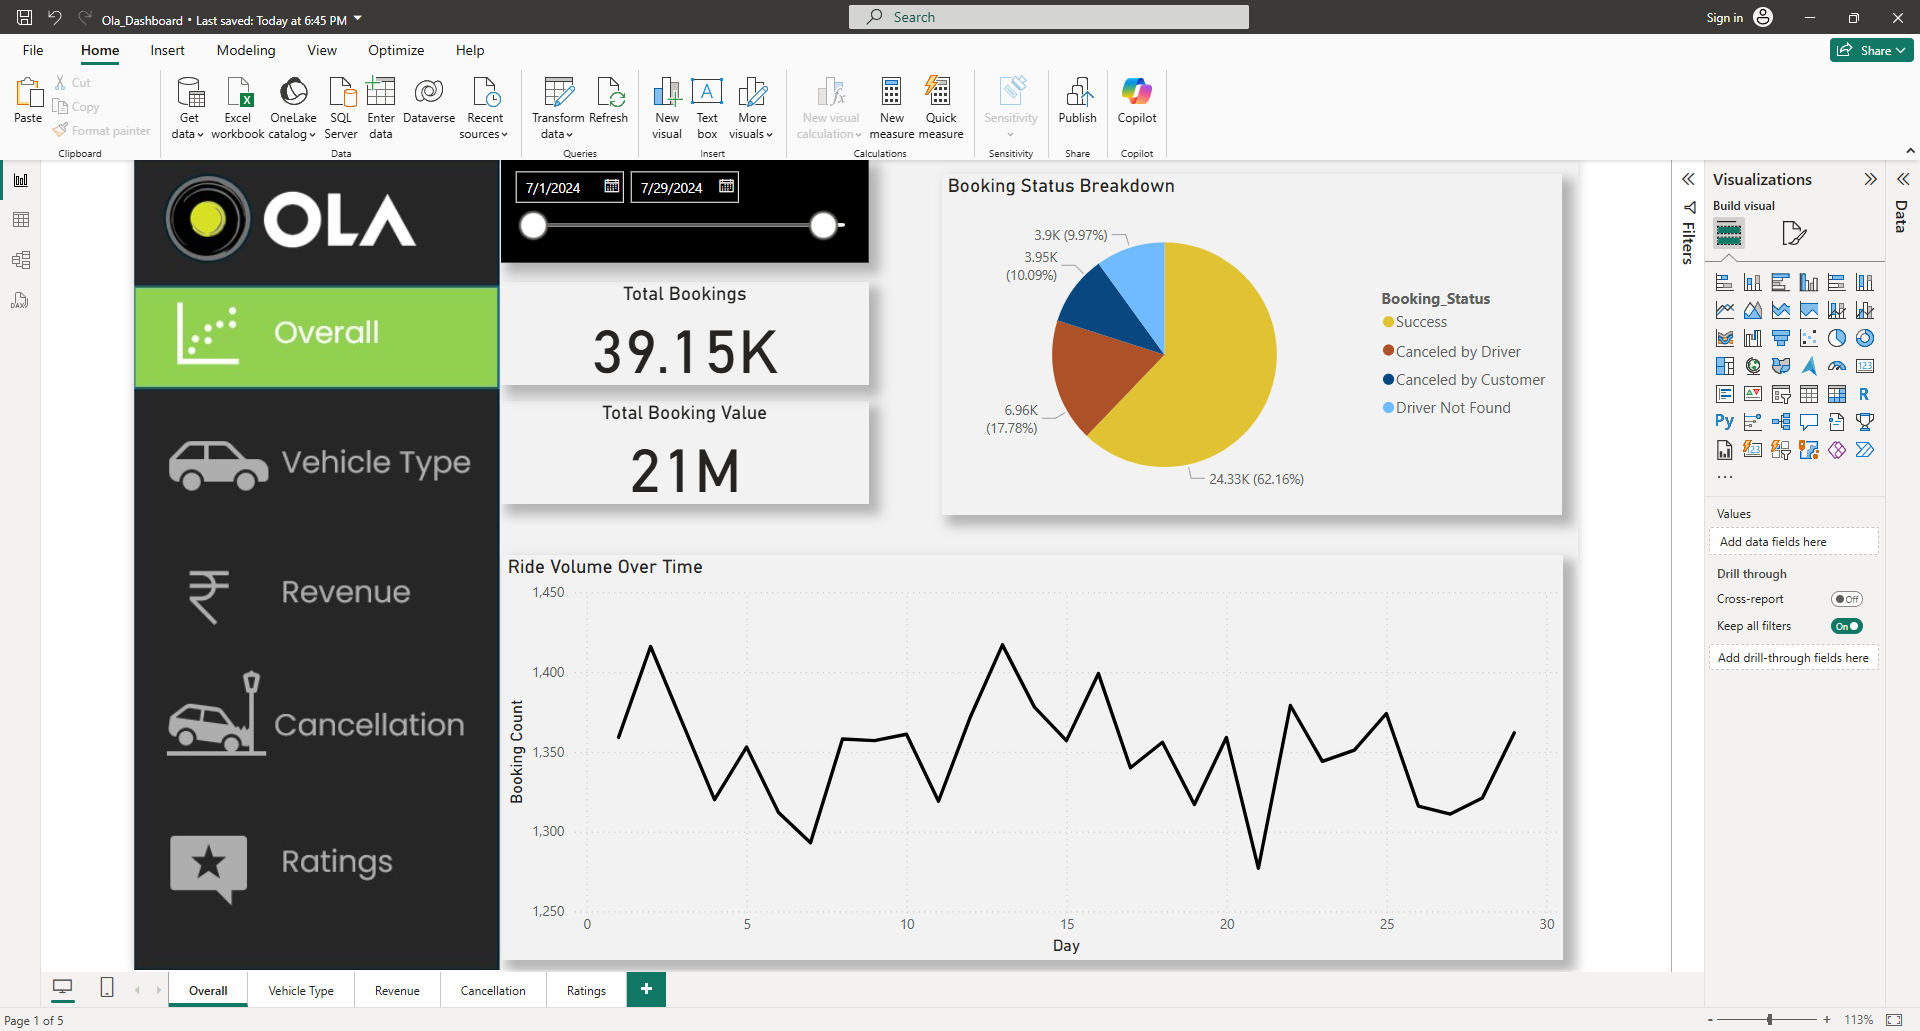 Ola_Dashboard • Last saved: Today at 6:45 PM
Search
Sign in
File
Home
Insert
Modeling
View
Optimize
Help
Share
Paste
Cut
Copy
Format painter
Clipboard
Get
data
Excel
workbook
OneLake
catalog
SQL
Server
Enter
data
Dataverse
Recent
sources
Data
Transform
data
Refresh
Queries
New
visual
Text
box
More
visuals
Insert
New visual
calculation
New
measure
Quick
measure
Calculations
Sensitivity
Sensitivity
Publish
Share
Copilot
Copilot
OLA
Overall
Vehicle Type
Revenue
Cancellation
Ratings
7/1/2024
7/29/2024
Total Bookings
39.15K
Total Booking Value
21M
Booking Status Breakdown
3.9K (9.97%)
3.95K
(10.09%)
6.96K
(17.78%)
24.33K (62.16%)
Booking_Status
Success
Canceled by Driver
Canceled by Customer
Driver Not Found
Ride Volume Over Time
Booking Count
1,450
1,400
1,350
1,300
1,250
0
5
10
15
20
25
30
Day
Filters
Visualizations
Build visual
123
R
Py
123
...
Values
Add data fields here
Drill through
Cross-report
Off
Keep all filters
On
Add drill-through fields here
Data
DAX
Overall
Vehicle Type
Revenue
Cancellation
Ratings
+
Page 1 of 5
-
+
113%